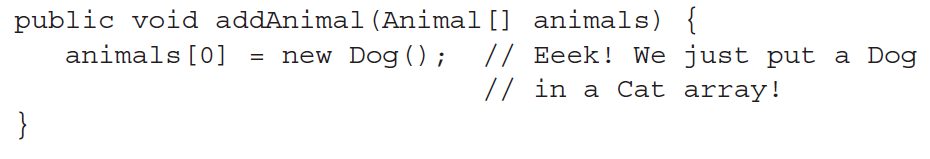 public void addAnimal(Animal[] animals) {
   animals[0] = new Dog();  // Eeek! We just put a Dog
                            // in a Cat array!
}